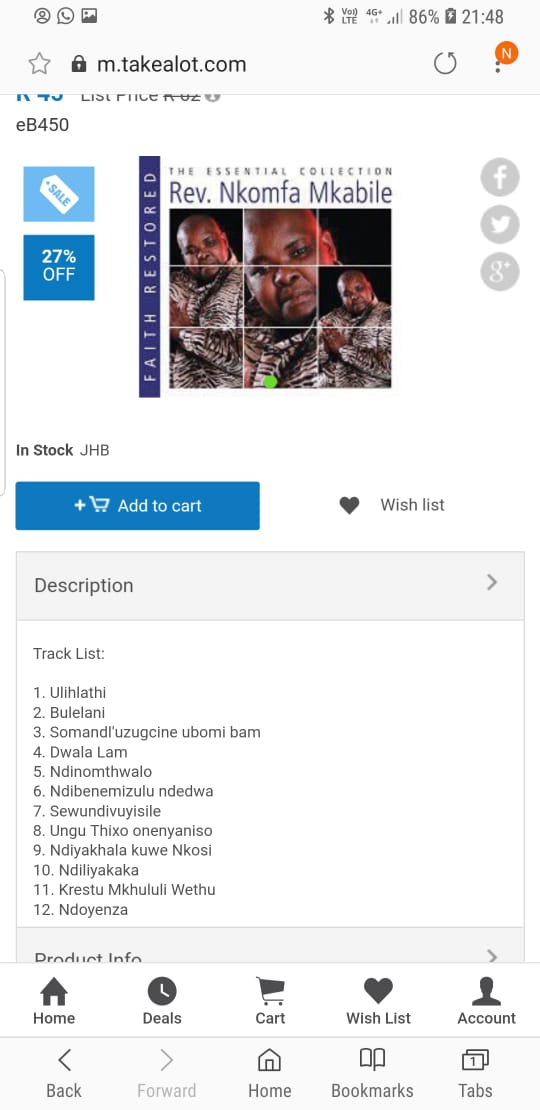 86% 21:48
m.takealot.com
N
R 45 List Price R 62
eB450
SALE
27%
OFF
FAITH RESTORED
THE ESSENTIAL COLLECTION
Rev. Nkomfa Mkabile
In Stock JHB
+ Add to cart
Wish list
Description
Track List:
1. Ulihlathi
2. Bulelani
3. Somandl'uzugcine ubomi bam
4. Dwala Lam
5. Ndinomthwalo
6. Ndibenemizulu ndedwa
7. Sewundivuyisile
8. Ungu Thixo onenyaniso
9. Ndiyakhala kuwe Nkosi
10. Ndiliyakaka
11. Krestu Mkhululi Wethu
12. Ndoyenza
Product Info
Home Deals Cart Wish List Account
1
Back Forward Home Bookmarks Tabs